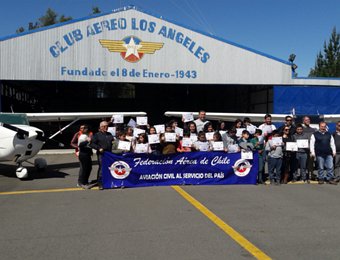 CLUB AEREO LOS ANGELES
Fundado el 8 de Enero - 1943
Federación Aérea de Chile
AVIACIÓN CIVIL AL SERVICIO DEL PAÍS